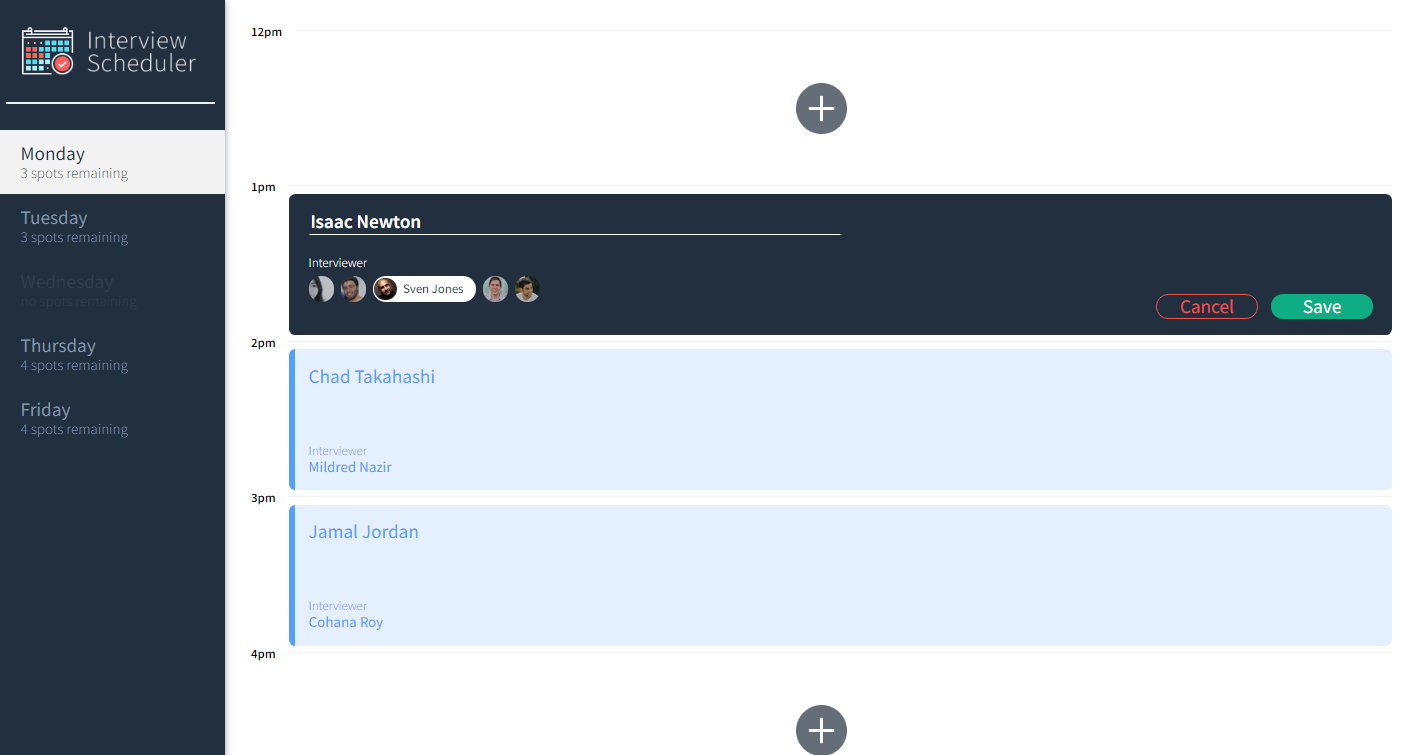 Interview
Scheduler
Monday
3 spots remaining
Tuesday
3 spots remaining
Wednesday
no spots remaining
Thursday
4 spots remaining
Friday
4 spots remaining
12pm
1pm
Isaac Newton
Interviewer
Sven Jones
Cancel
Save
2pm
Chad Takahashi
Interviewer
Mildred Nazir
3pm
Jamal Jordan
Interviewer
Cohana Roy
4pm